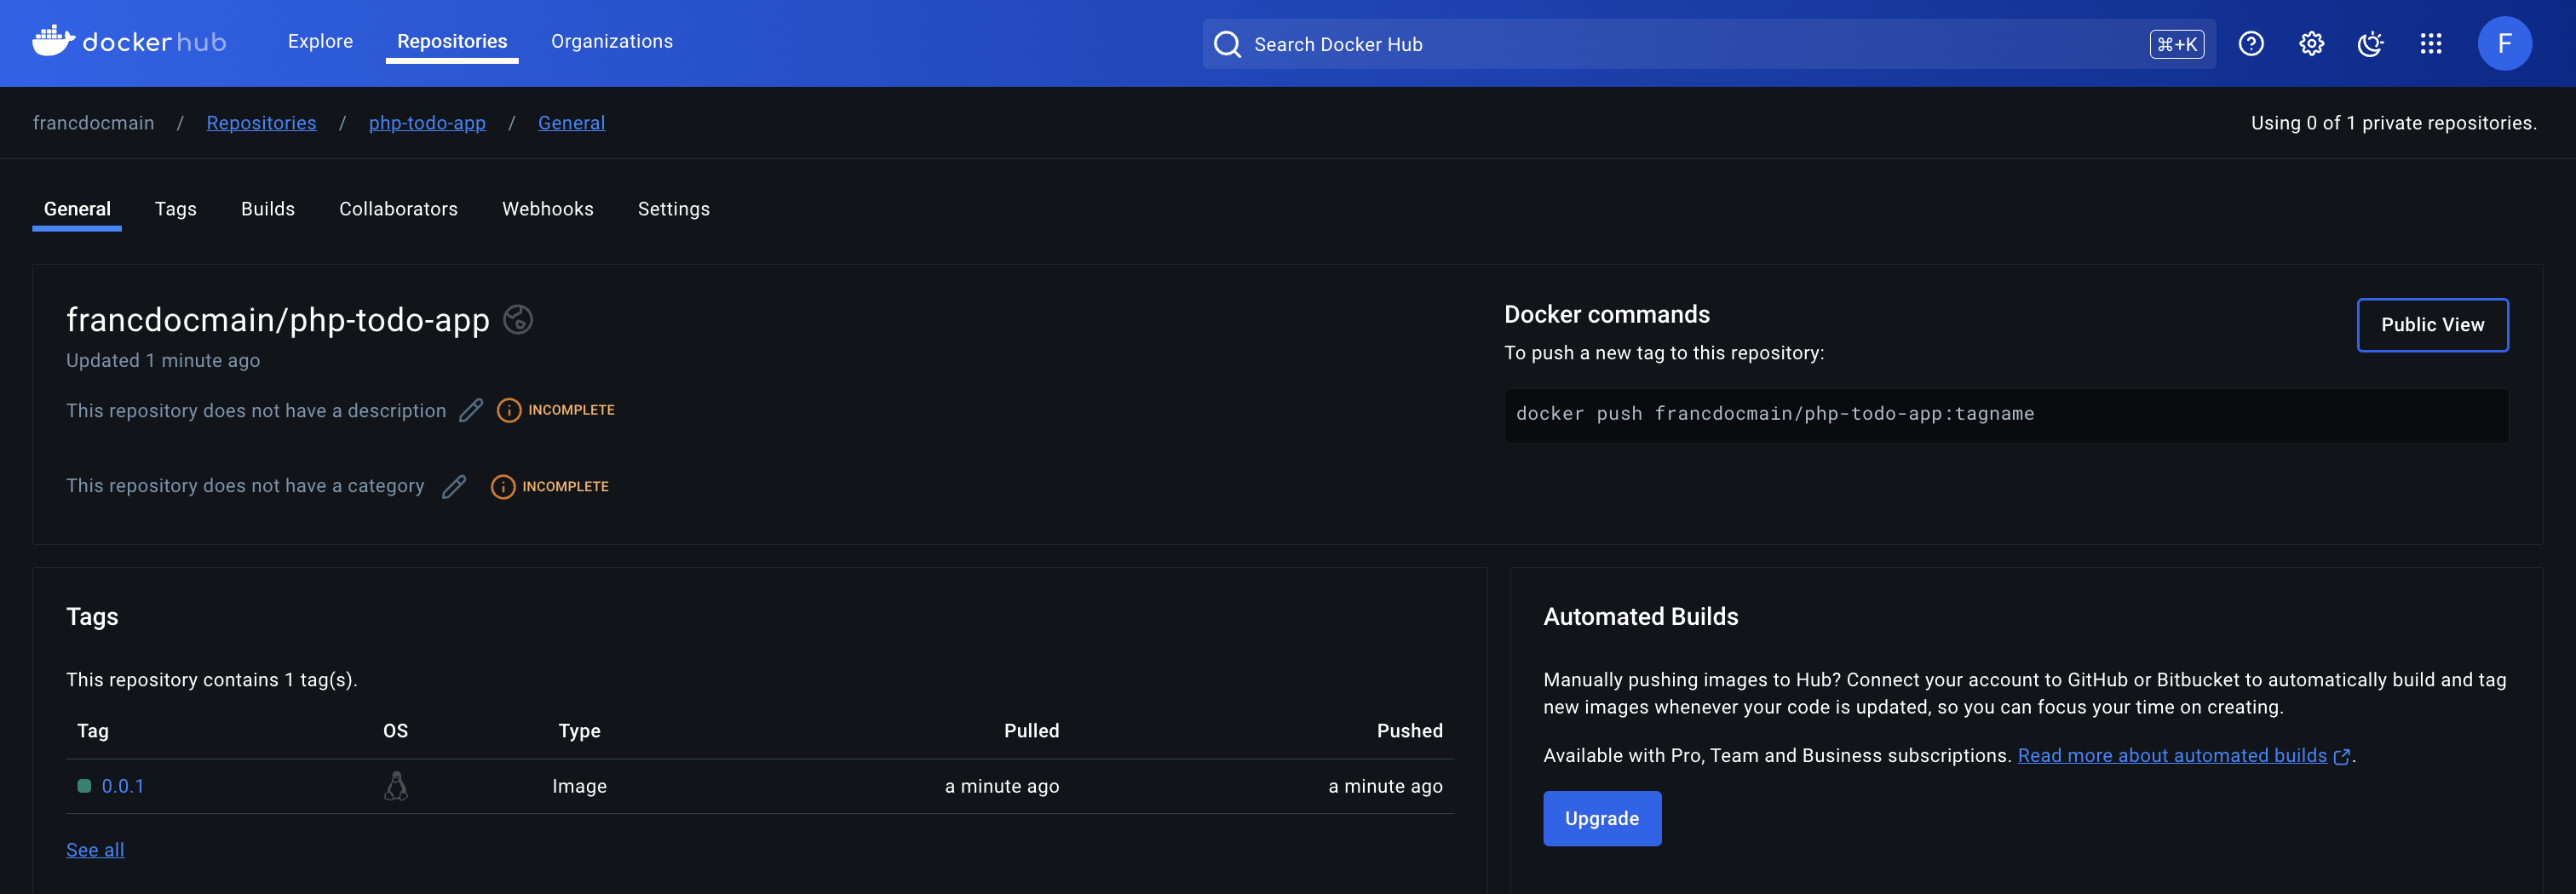 dockerhub
Explore
Repositories
Organizations
Search Docker Hub
⌘+K
F
francdocmain / Repositories / php-todo-app / General
Using 0 of 1 private repositories.
General
Tags
Builds
Collaborators
Webhooks
Settings
francdocmain/php-todo-app
Updated 1 minute ago
This repository does not have a description
INCOMPLETE
This repository does not have a category
INCOMPLETE
Docker commands
To push a new tag to this repository:
Public View
docker push francdocmain/php-todo-app:tagname
Tags
This repository contains 1 tag(s).
Tag OS Type Pulled Pushed
0.0.1 Image a minute ago a minute ago
See all
Automated Builds
Manually pushing images to Hub? Connect your account to GitHub or Bitbucket to automatically build and tag
new images whenever your code is updated, so you can focus your time on creating.
Available with Pro, Team and Business subscriptions. Read more about automated builds.
Upgrade